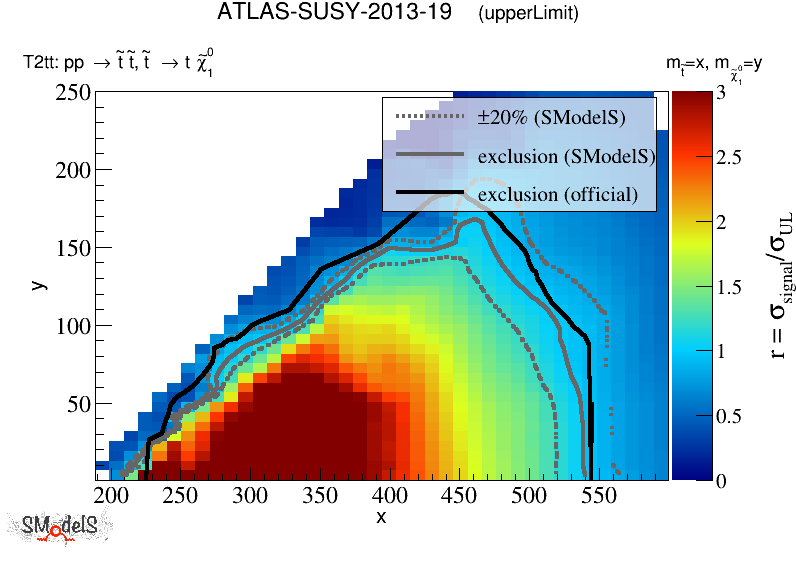 ATLAS-SUSY-2013-19 (upperLimit)
T2tt: pp → t̃ t̃, t̃ → t χ̃⁰₁
m_t̃=x, m_χ̃⁰₁=y
±20% (SModelS)
exclusion (SModelS)
exclusion (official)
250
200
150
100
50
y
200 250 300 350 400 450 500 550
x
3
2.5
2
1.5
1
0.5
0
r = σ_signal/σ_UL
SModelS